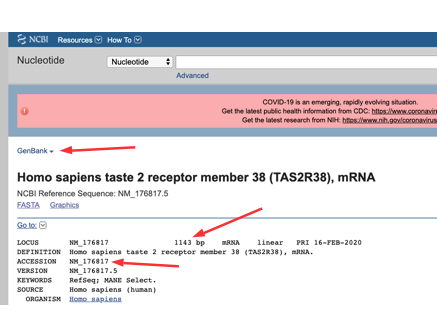 NCBI Resources How To
Nucleotide Nucleotide
Advanced
COVID-19 is an emerging, rapidly evolving situation.
Get the latest public health information from CDC: https://www.coronavir
Get the latest research from NIH: https://www.nih.gov/coronavirus
GenBank
Homo sapiens taste 2 receptor member 38 (TAS2R38), mRNA
NCBI Reference Sequence: NM_176817.5
FASTA Graphics
Go to:
LOCUS NM_176817 1143 bp mRNA linear PRI 16-FEB-2020
DEFINITION Homo sapiens taste 2 receptor member 38 (TAS2R38), mRNA.
ACCESSION NM_176817
VERSION NM_176817.5
KEYWORDS RefSeq; MANE Select.
SOURCE Homo sapiens (human)
ORGANISM Homo sapiens